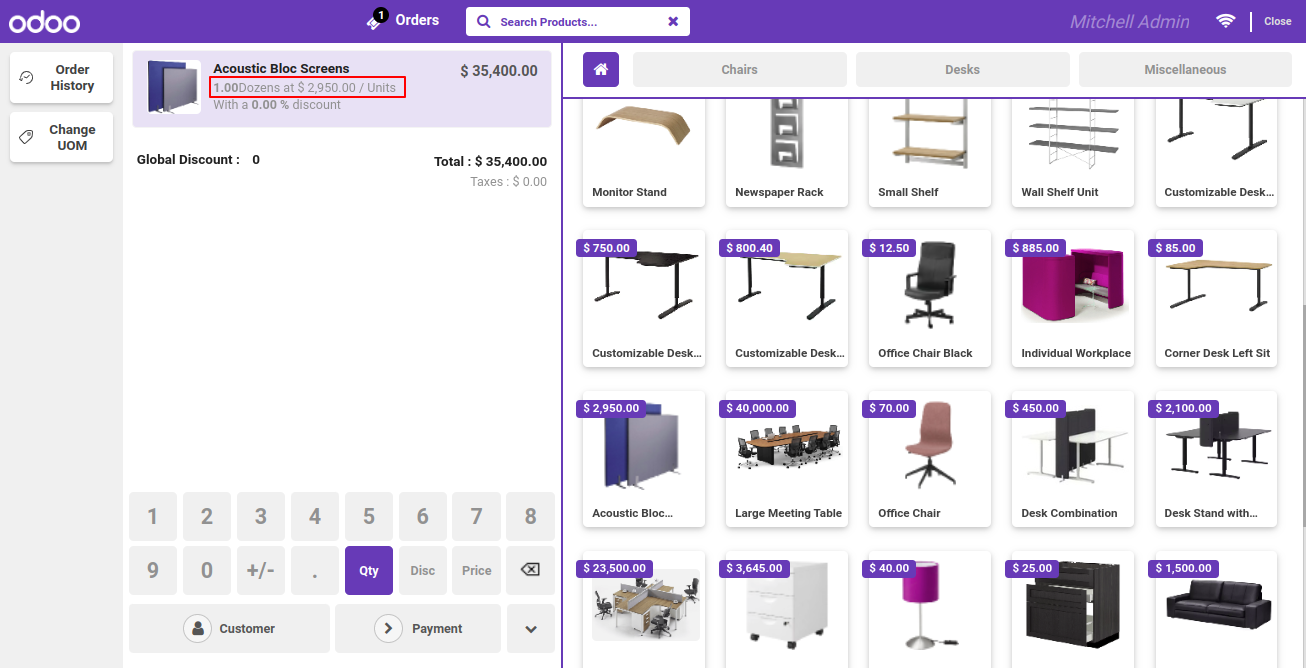 odoo
1
Orders
Search Products...
Mitchell Admin
Close
Order
History
Change
UOM
Acoustic Bloc Screens
$ 35,400.00
1.00Dozens at $ 2,950.00 / Units
With a 0.00 % discount
Global Discount : 0
Total : $ 35,400.00
Taxes : $ 0.00
1 2 3 4 5 6 7 8
9 0 +/- . Qty Disc Price
Customer
Payment
Chairs
Desks
Miscellaneous
Monitor Stand
Newspaper Rack
Small Shelf
Wall Shelf Unit
Customizable Desk...
$ 750.00
Customizable Desk...
$ 800.40
Customizable Desk...
$ 12.50
Office Chair Black
$ 885.00
Individual Workplace
$ 85.00
Corner Desk Left Sit
$ 2,950.00
Acoustic Bloc...
$ 40,000.00
Large Meeting Table
$ 70.00
Office Chair
$ 450.00
Desk Combination
$ 2,100.00
Desk Stand with...
$ 23,500.00
$ 3,645.00
$ 40.00
$ 25.00
$ 1,500.00